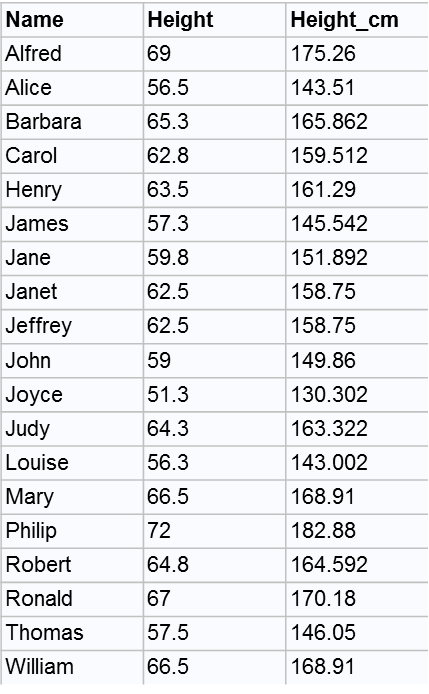 Name Height Height_cm
Alfred 69 175.26
Alice 56.5 143.51
Barbara 65.3 165.862
Carol 62.8 159.512
Henry 63.5 161.29
James 57.3 145.542
Jane 59.8 151.892
Janet 62.5 158.75
Jeffrey 62.5 158.75
John 59 149.86
Joyce 51.3 130.302
Judy 64.3 163.322
Louise 56.3 143.002
Mary 66.5 168.91
Philip 72 182.88
Robert 64.8 164.592
Ronald 67 170.18
Thomas 57.5 146.05
William 66.5 168.91